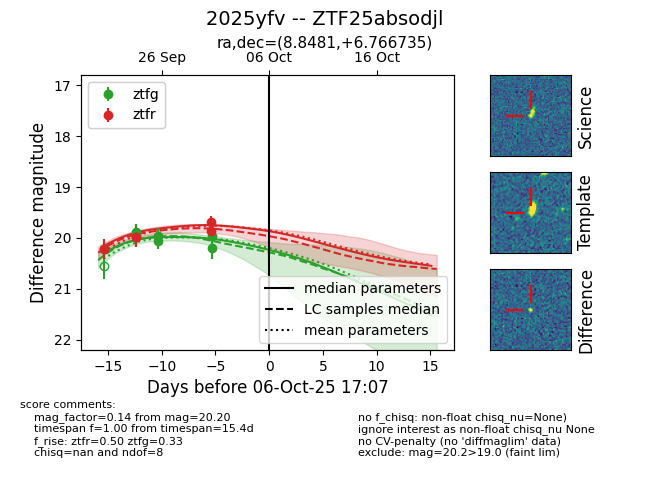 2025yfv -- ZTF25absodjl
ra,dec=(8.8481,+6.766735)
26 Sep 06 Oct 16 Oct
ztfg
ztfr
17
18
19
20
21
22
Difference magnitude
median parameters
LC samples median
mean parameters
−15 −10 −5 0 5 10 15
Days before 06-Oct-25 17:07
Science
Template
Difference
score comments:
mag_factor=0.14 from mag=20.20
timespan f=1.00 from timespan=15.4d
f_rise: ztfr=0.50 ztfg=0.33
chisq=nan and ndof=8
no f_chisq: non-float chisq_nu=None)
ignore interest as non-float chisq_nu None
no CV-penalty (no 'diffmaglim' data)
exclude: mag=20.2>19.0 (faint lim)